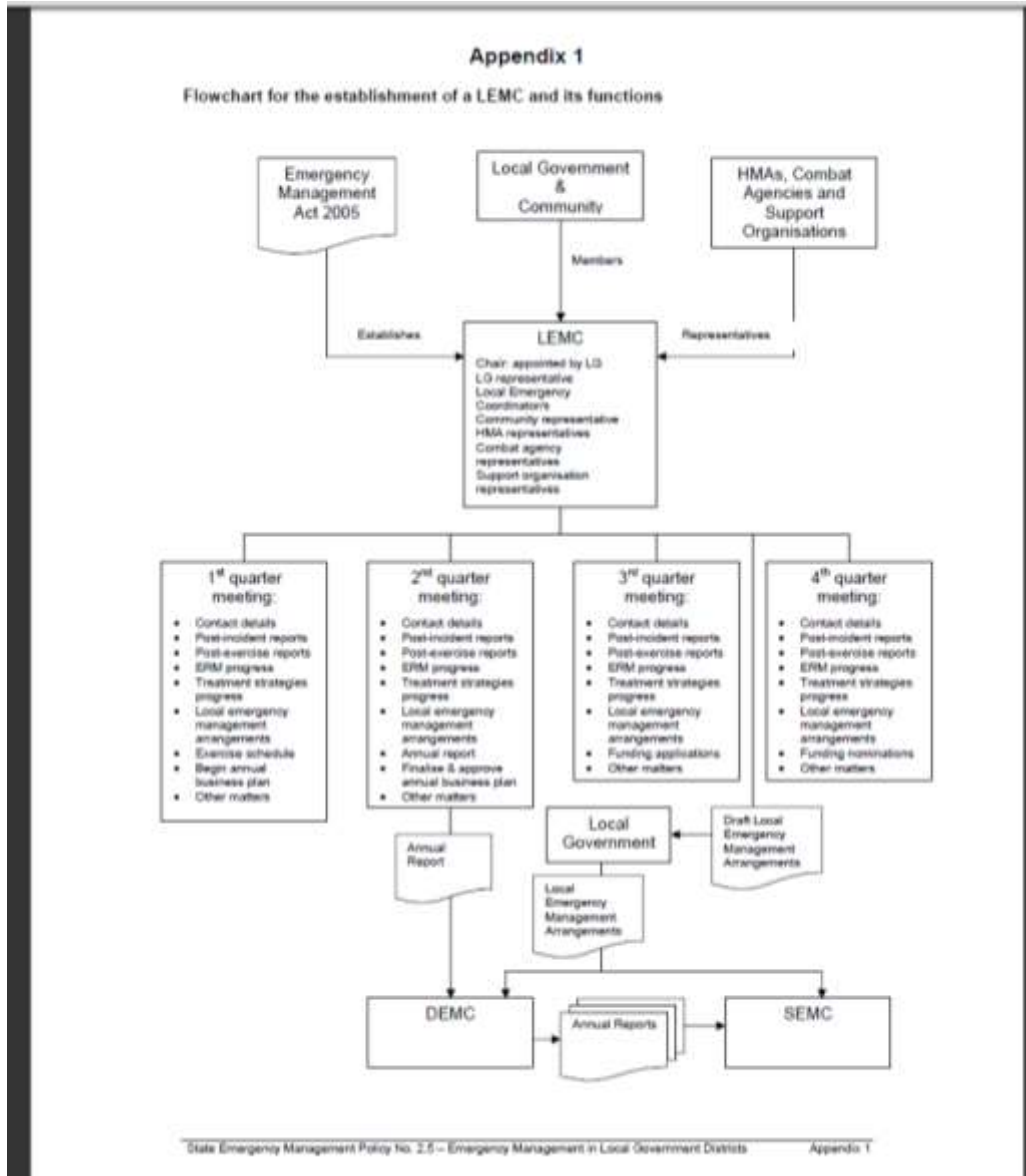 Appendix 1
Flowchart for the establishment of a LEMC and its functions
Emergency
Management
Act 2005
Local Government
&
Community
HMAs, Combat
Agencies and
Support
Organisations
Members
Establishes
Representatives
LEMC
Chair: appointed by LG
LG representative
Local Emergency
Coordinator/s
Community representative
HMA representatives
Combat agency
representatives
Support organisation
representatives
1st quarter
meeting:
• Contact details
• Post-incident reports
• Post-exercise reports
• ERM progress
• Treatment strategies
progress
• Local emergency
management
arrangements
• Exercise schedule
• Begin annual
business plan
• Other matters
2nd quarter
meeting:
• Contact details
• Post-incident reports
• Post-exercise reports
• ERM progress
• Treatment strategies
progress
• Local emergency
management
arrangements
• Annual report
• Finalise & approve
annual business plan
• Other matters
3rd quarter
meeting:
• Contact details
• Post-incident reports
• Post-exercise reports
• ERM progress
• Treatment strategies
progress
• Local emergency
management
arrangements
• Funding applications
• Other matters
4th quarter
meeting:
• Contact details
• Post-incident reports
• Post-exercise reports
• ERM progress
• Treatment strategies
progress
• Local emergency
management
arrangements
• Funding nominations
• Other matters
Annual
Report
Local
Government
Draft Local
Emergency
Management
Arrangements
Local
Emergency
Management
Arrangements
DEMC
Annual Reports
SEMC
State Emergency Management Policy No. 2.5 – Emergency Management in Local Government Districts
Appendix 1